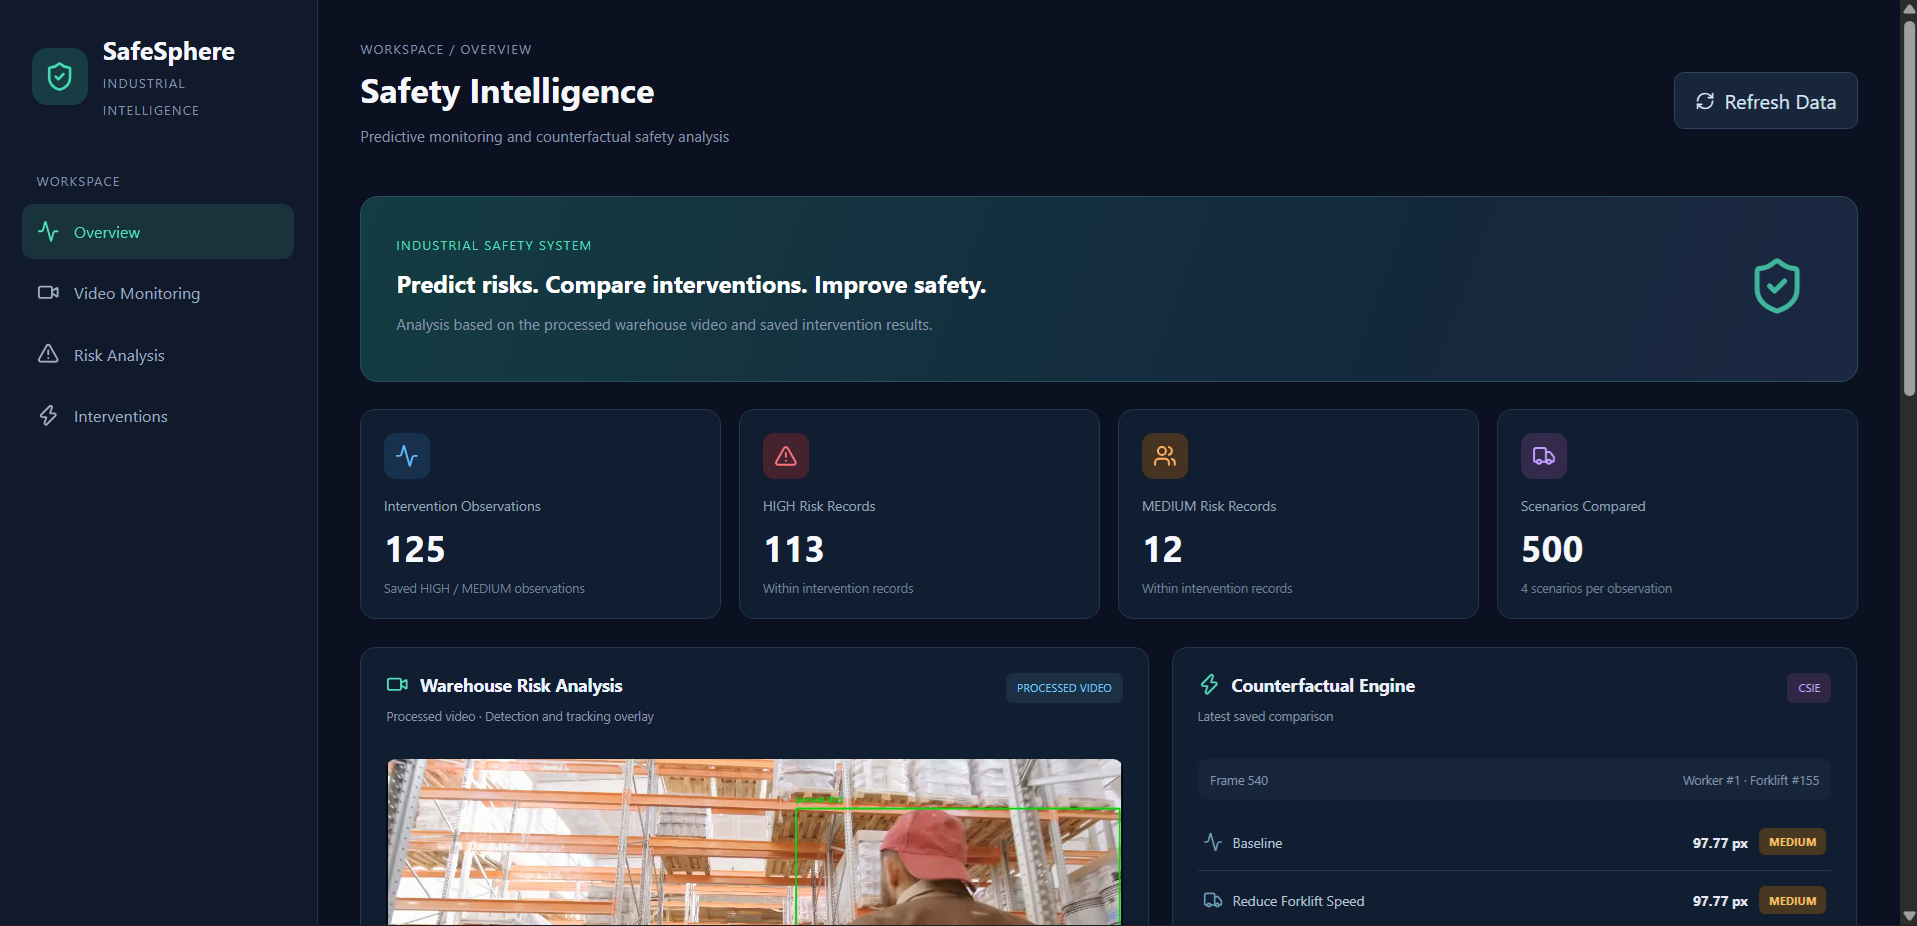 SafeSphere
INDUSTRIAL
INTELLIGENCE
WORKSPACE
Overview
Video Monitoring
Risk Analysis
Interventions
WORKSPACE / OVERVIEW
Safety Intelligence
Predictive monitoring and counterfactual safety analysis
Refresh Data
INDUSTRIAL SAFETY SYSTEM
Predict risks. Compare interventions. Improve safety.
Analysis based on the processed warehouse video and saved intervention results.
Intervention Observations
125
Saved HIGH / MEDIUM observations
HIGH Risk Records
113
Within intervention records
MEDIUM Risk Records
12
Within intervention records
Scenarios Compared
500
4 scenarios per observation
Warehouse Risk Analysis
PROCESSED VIDEO
Processed video · Detection and tracking overlay
Counterfactual Engine
CSIE
Latest saved comparison
Frame 540
Worker #1 · Forklift #155
Baseline
97.77 px
MEDIUM
Reduce Forklift Speed
97.77 px
MEDIUM